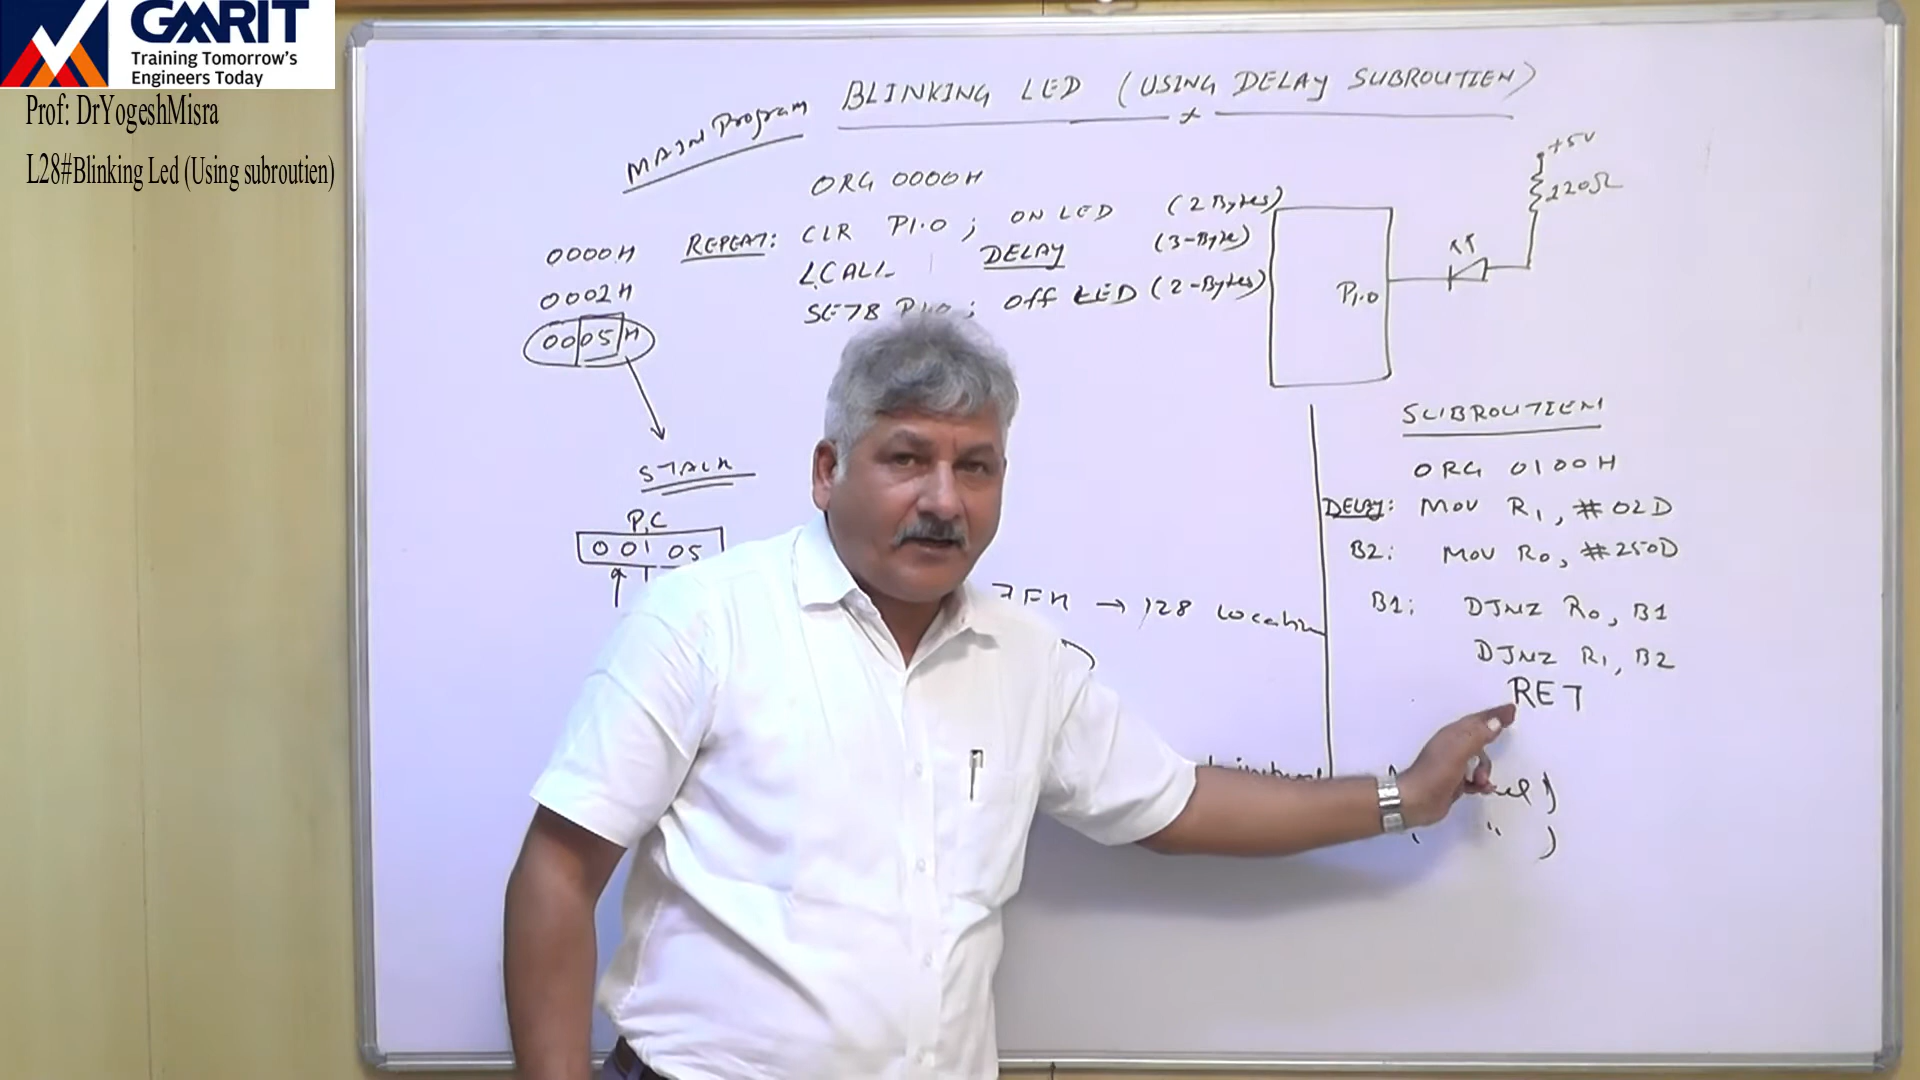 GMRIT
Training Tomorrow's
Engineers Today
Prof: DrYogeshMisra
L28#Blinking Led (Using subroutien)
BLINKING LED (USING DELAY SUBROUTIEN)
MAIN Program
ORG 0000H
0000H REPEAT: CLR P1.0 ; ON LED (2 Bytes)
0002H LCALL DELAY (3-Byte)
0005H SETB P1.0 ; Off LED (2-Bytes)
+5V
220Ω
P1.0
STACK
P.C
0 01 05
7FH → 128 Location
SUBROUTIEN
ORG 0100H
DELAY: MOV R1, #02D
B2: MOV R0, #250D
B1: DJNZ R0, B1
DJNZ R1, B2
RET